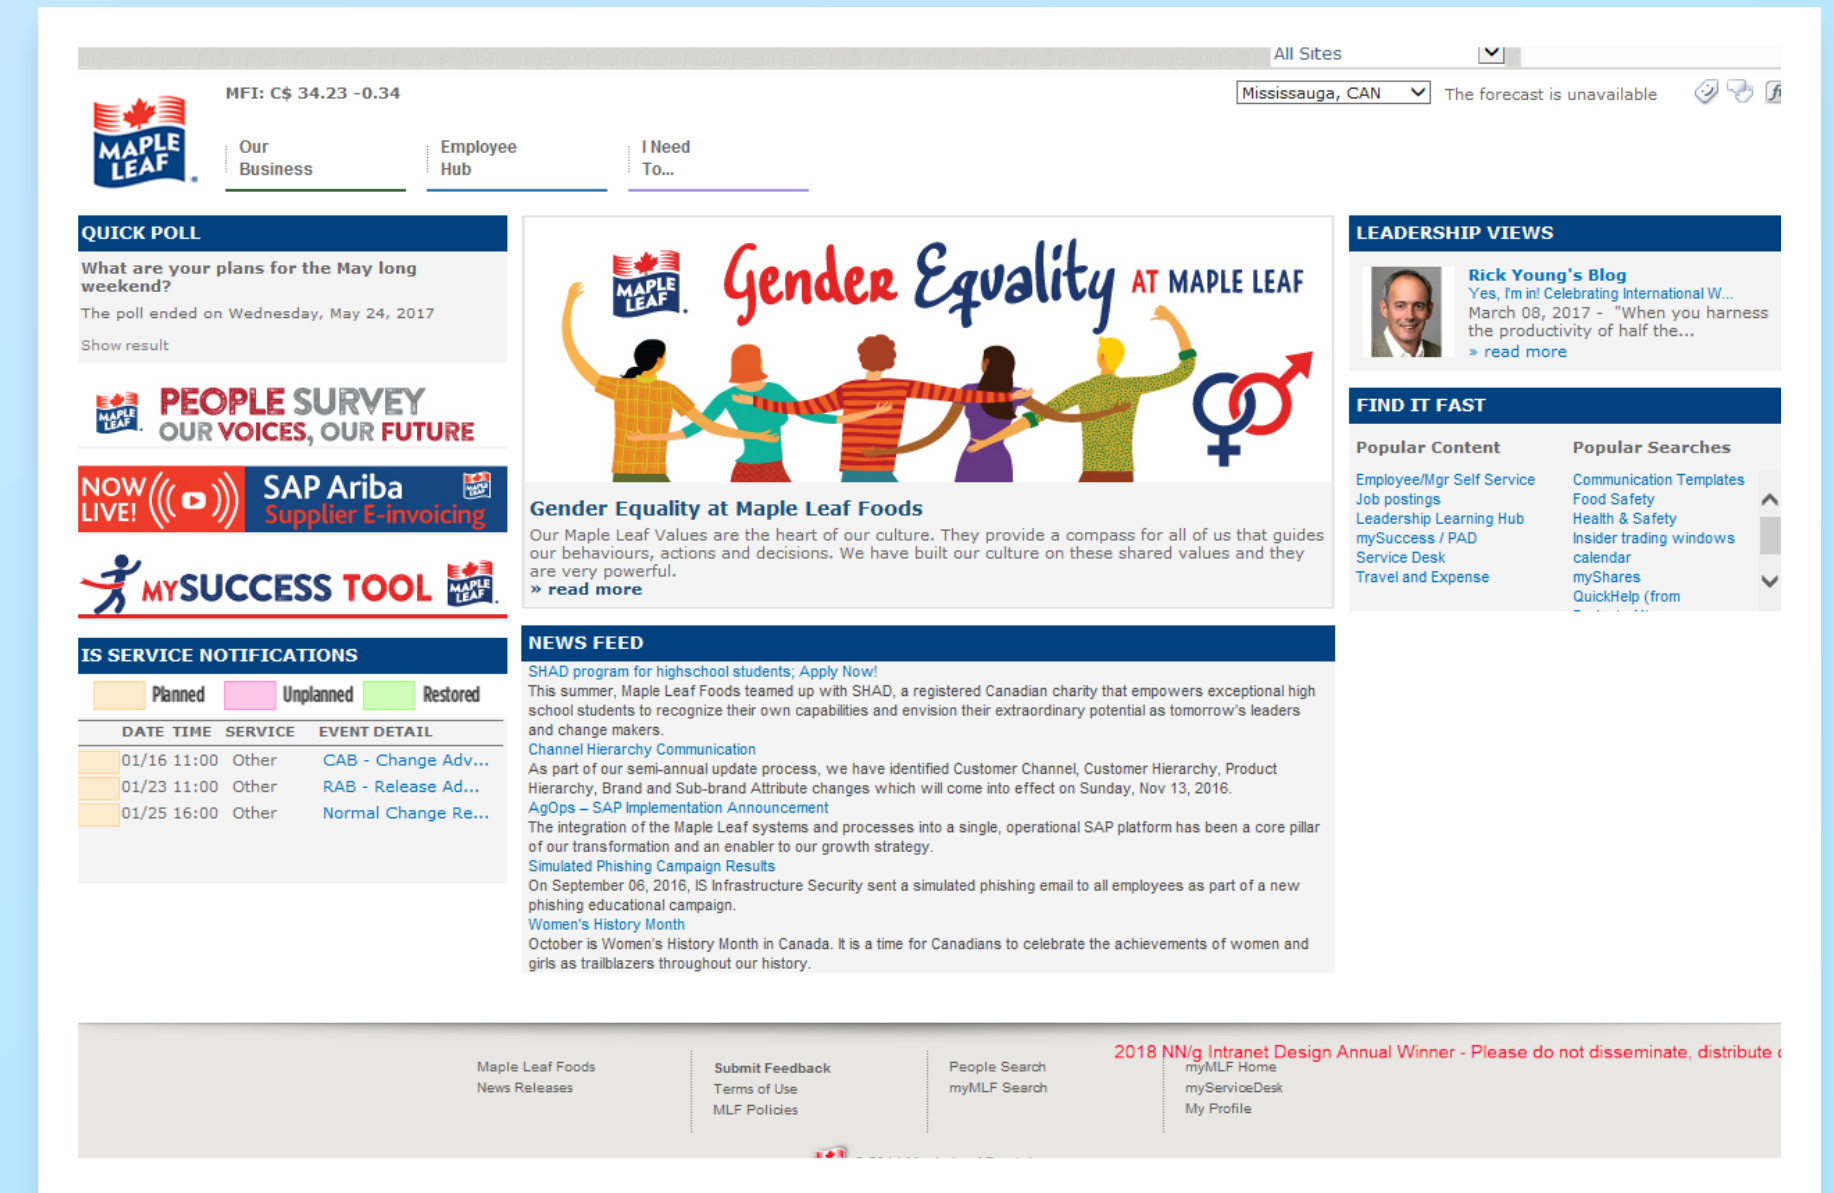 All Sites
MFI: C$ 34.23 -0.34
Mississauga, CAN
The forecast is unavailable
MAPLE
LEAF
Our
Business
Employee
Hub
I Need
To...
QUICK POLL
What are your plans for the May long
weekend?
The poll ended on Wednesday, May 24, 2017
Show result
MAPLE
LEAF
PEOPLE SURVEY
OUR VOICES, OUR FUTURE
NOW
LIVE!
SAP Ariba
Supplier E-invoicing
MAPLE
LEAF
MYSUCCESS TOOL
MAPLE
LEAF
IS SERVICE NOTIFICATIONS
Planned
Unplanned
Restored
DATE TIME SERVICE EVENT DETAIL
01/16 11:00 Other CAB - Change Adv...
01/23 11:00 Other RAB - Release Ad...
01/25 16:00 Other Normal Change Re...
MAPLE
LEAF
Gender Equality AT MAPLE LEAF
Gender Equality at Maple Leaf Foods
Our Maple Leaf Values are the heart of our culture. They provide a compass for all of us that guides
our behaviours, actions and decisions. We have built our culture on these shared values and they
are very powerful.
» read more
NEWS FEED
SHAD program for highschool students; Apply Now!
This summer, Maple Leaf Foods teamed up with SHAD, a registered Canadian charity that empowers exceptional high
school students to recognize their own capabilities and envision their extraordinary potential as tomorrow's leaders
and change makers.
Channel Hierarchy Communication
As part of our semi-annual update process, we have identified Customer Channel, Customer Hierarchy, Product
Hierarchy, Brand and Sub-brand Attribute changes which will come into effect on Sunday, Nov 13, 2016.
AgOps – SAP Implementation Announcement
The integration of the Maple Leaf systems and processes into a single, operational SAP platform has been a core pillar
of our transformation and an enabler to our growth strategy.
Simulated Phishing Campaign Results
On September 06, 2016, IS Infrastructure Security sent a simulated phishing email to all employees as part of a new
phishing educational campaign.
Women's History Month
October is Women's History Month in Canada. It is a time for Canadians to celebrate the achievements of women and
girls as trailblazers throughout our history.
LEADERSHIP VIEWS
Rick Young's Blog
Yes, I'm in! Celebrating International W...
March 08, 2017 - "When you harness
the productivity of half the...
» read more
FIND IT FAST
Popular Content
Employee/Mgr Self Service
Job postings
Leadership Learning Hub
mySuccess / PAD
Service Desk
Travel and Expense
Popular Searches
Communication Templates
Food Safety
Health & Safety
Insider trading windows
calendar
myShares
QuickHelp (from
2018 NN/g Intranet Design Annual Winner - Please do not disseminate, distribute
Maple Leaf Foods
News Releases
Submit Feedback
Terms of Use
MLF Policies
People Search
myMLF Search
myMLF Home
myServiceDesk
My Profile